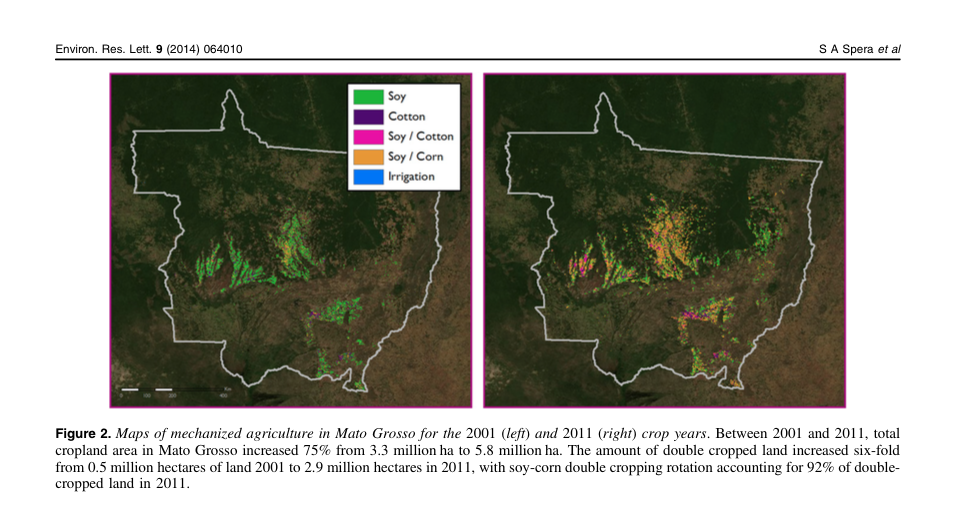 Environ. Res. Lett. 9 (2014) 064010
S A Spera et al
Soy
Cotton
Soy / Cotton
Soy / Corn
Irrigation
Figure 2. Maps of mechanized agriculture in Mato Grosso for the 2001 (left) and 2011 (right) crop years. Between 2001 and 2011, total
cropland area in Mato Grosso increased 75% from 3.3 million ha to 5.8 million ha. The amount of double cropped land increased six-fold
from 0.5 million hectares of land 2001 to 2.9 million hectares in 2011, with soy-corn double cropping rotation accounting for 92% of double-
cropped land in 2011.